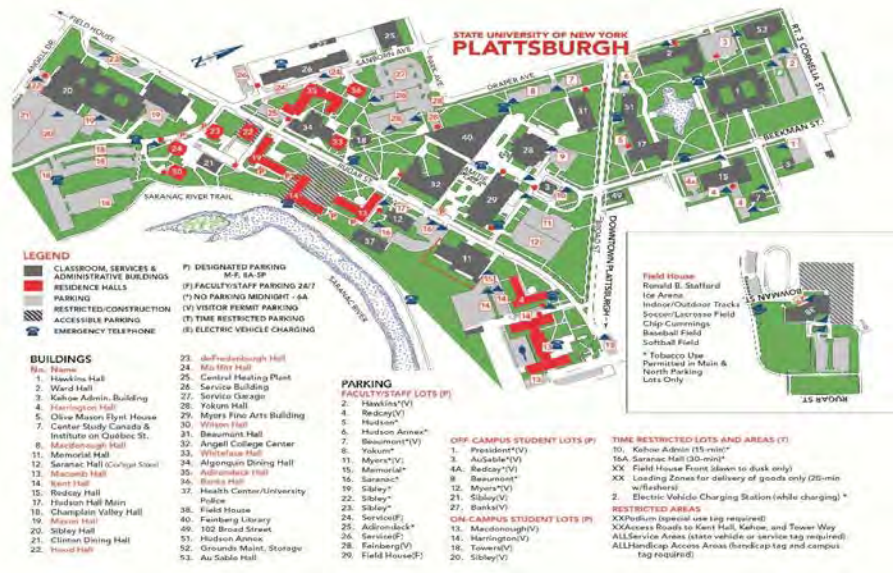 STATE UNIVERSITY OF NEW YORK
PLATTSBURGH
FIELD HOUSE
ANGELL DR.
SANBORN AVE
PARK AVE
DRAPER AVE
RT. 3 CORNELIA ST.
BEEKMAN ST.
RUGAR ST.
BROAD ST
DOWNTOWN PLATTSBURGH
SARANAC RIVER TRAIL
SARANAC RIVER
N
LEGEND
CLASSROOM, SERVICES &
ADMINISTRATIVE BUILDINGS
RESIDENCE HALLS
PARKING
RESTRICTED/CONSTRUCTION
ACCESSIBLE PARKING
EMERGENCY TELEPHONE
P) DESIGNATED PARKING
M-F, 8A-5P
(F) FACULTY/STAFF PARKING 24/7
(*) NO PARKING MIDNIGHT - 6A
(V) VISITOR PERMIT PARKING
(T) TIME RESTRICTED PARKING
(E) ELECTRIC VEHICLE CHARGING
BUILDINGS
No. Name
1. Hawkins Hall
2. Ward Hall
3. Kehoe Admin. Building
4. Harrington Hall
5. Olive Mason Flynt House
7. Center Study Canada &
Institute on Québec St.
8. Macdonough Hall
11. Memorial Hall
12. Saranac Hall (College Store)
13. Macomb Hall
14. Kent Hall
15. Redcay Hall
17. Hudson Hall Main
18. Champlain Valley Hall
19. Mason Hall
20. Sibley Hall
21. Clinton Dining Hall
22. Hood Hall
23. deFredenburgh Hall
24. Moffitt Hall
25. Central Heating Plant
26. Service Building
27. Service Garage
28. Yokum Hall
29. Myers Fine Arts Building
30. Wilson Hall
31. Beaumont Hall
32. Angell College Center
33. Whiteface Hall
34. Algonquin Dining Hall
35. Adirondack Hall
36. Banks Hall
37. Health Center/University
Police
38. Field House
40. Feinberg Library
49. 102 Broad Street
51. Hudson Annex
52. Grounds Maint. Storage
53. Au Sable Hall
PARKING
FACULTY/STAFF LOTS (P)
2. Hawkins*(V)
4. Redcay(V)
5. Hudson*
6. Hudson Annex*
7. Beaumont*(V)
8. Yokum*
11. Myers*(V)
15. Memorial*
16. Saranac*
19. Sibley*
22. Sibley*
23. Sibley*
24. Service(F)
25. Adirondack*
26. Service(F)
28. Feinberg(V)
29. Field House(F)
OFF CAMPUS STUDENT LOTS (P)
1. President*(V)
3. AuSable*(V)
4A. Redcay*(V)
8 Beaumont*
12. Myers*(V)
21. Sibley(V)
27. Banks(V)
ON-CAMPUS STUDENT LOTS (P)
13. Macdonough(V)
14. Harrington(V)
18. Towers(V)
20. Sibley(V)
Field House
Ronald B. Stafford
Ice Arena
Indoor/Outdoor Tracks
Soccer/Lacrosse Field
Chip Cummings
Baseball Field
Softball Field
* Tobacco Use
Permitted in Main &
North Parking
Lots Only
BOWMAN ST
RUGAR ST
TIME RESTRICTED LOTS AND AREAS (T)
10. Kehoe Admin (15-min)*
16A Saranac Hall (30-min)*
XX Field House Front (dawn to dusk only)
XX Loading Zones for delivery of goods only (20-min
w/flashers)
2. Electric Vehicle Charging Station(while charging) *
RESTRICTED AREAS
XXPodium (special use tag required)
XXAccess Roads to Kent Hall, Kehoe, and Tower Way
ALLService Areas (state vehicle or service tag required)
ALLHandicap Access Areas (handicap tag and campus
tag required)